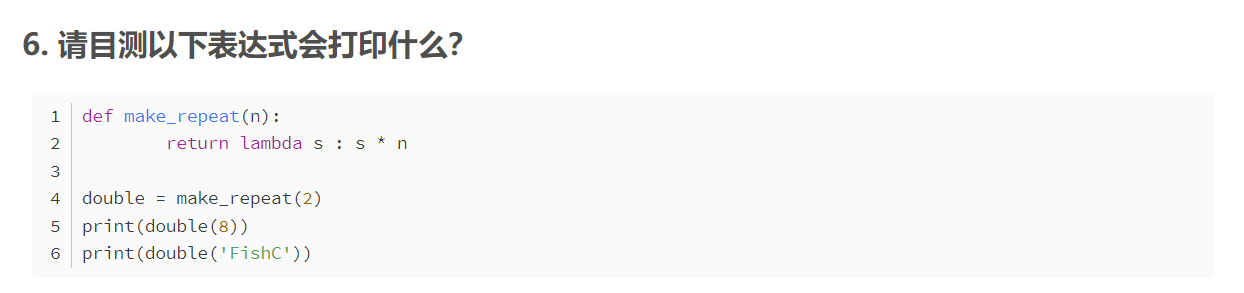 6. 请目测以下表达式会打印什么？
1 def make_repeat(n):
2         return lambda s : s * n
3
4 double = make_repeat(2)
5 print(double(8))
6 print(double('FishC'))